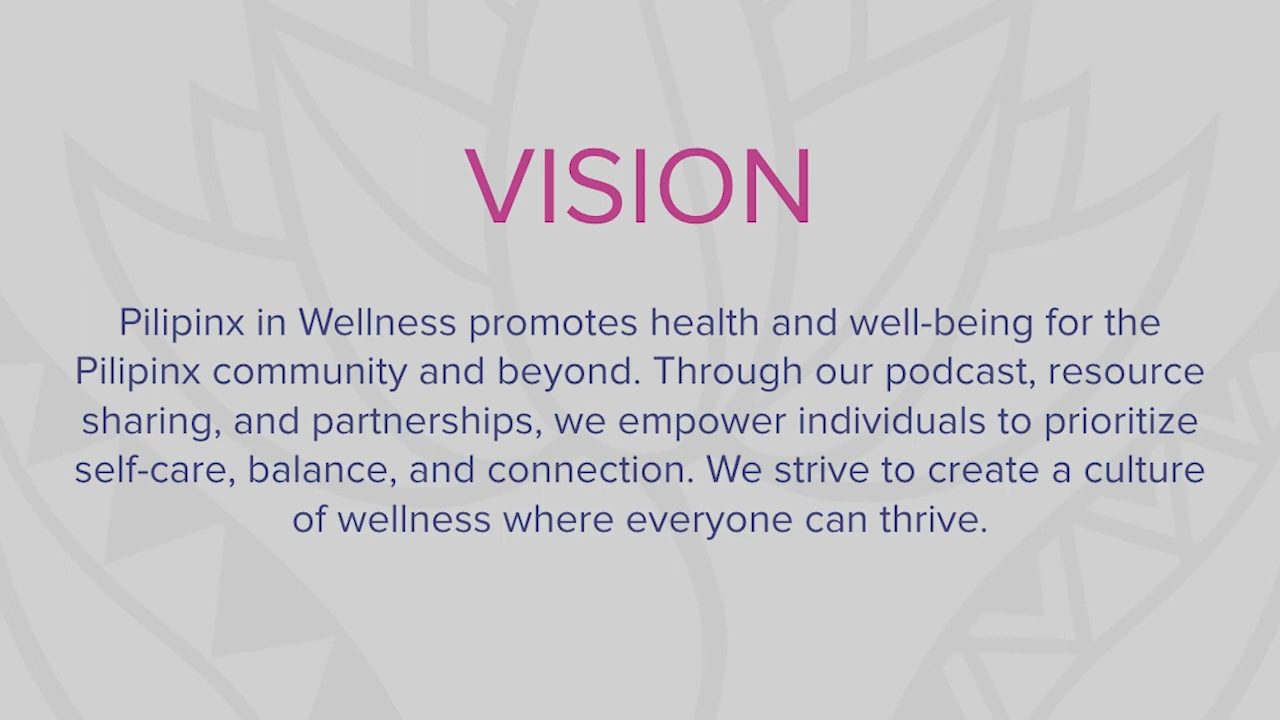 VISION
Pilipinx in Wellness promotes health and well-being for the
Pilipinx community and beyond. Through our podcast, resource
sharing, and partnerships, we empower individuals to prioritize
self-care, balance, and connection. We strive to create a culture
of wellness where everyone can thrive.